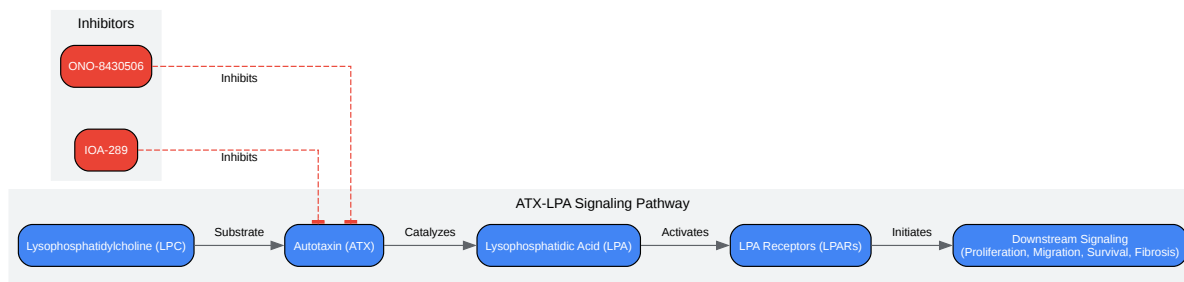 Inhibitors
ONO-8430506
Inhibits
IOA-289
Inhibits
ATX-LPA Signaling Pathway
Lysophosphatidylcholine (LPC)
Substrate
Autotaxin (ATX)
Catalyzes
Lysophosphatidic Acid (LPA)
Activates
LPA Receptors (LPARs)
Initiates
Downstream Signaling
(Proliferation, Migration, Survival, Fibrosis)